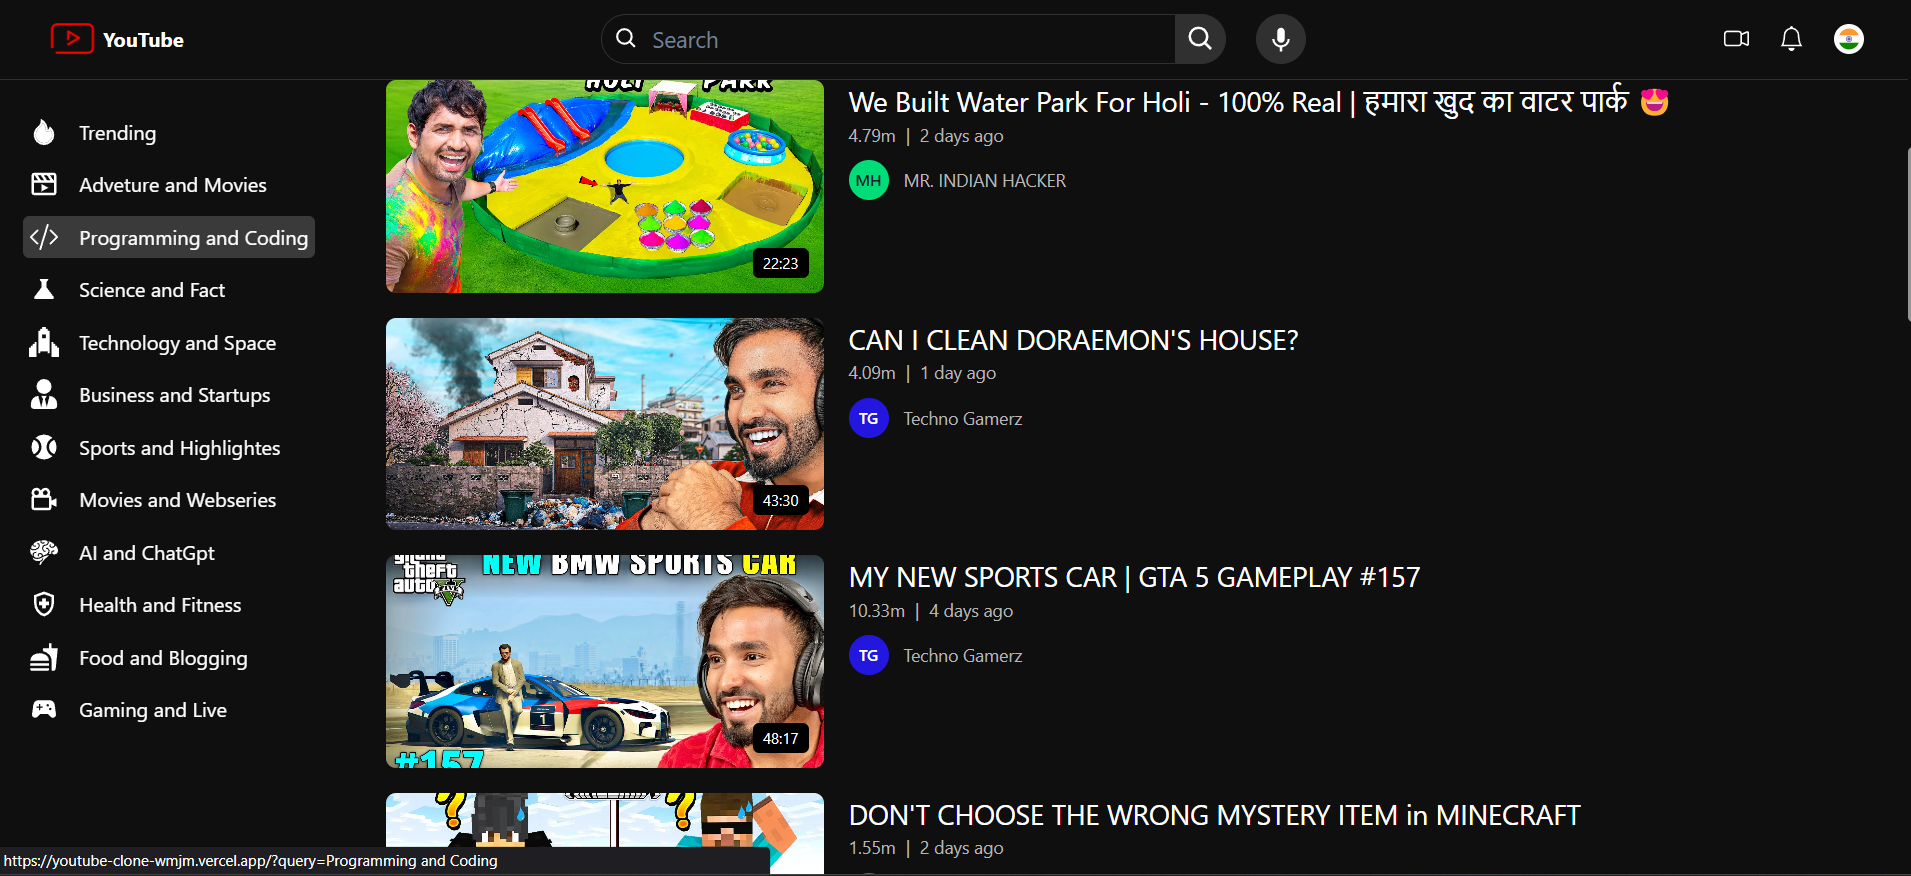 YouTube
Search
Trending
Adveture and Movies
Programming and Coding
Science and Fact
Technology and Space
Business and Startups
Sports and Highlightes
Movies and Webseries
AI and ChatGpt
Health and Fitness
Food and Blogging
Gaming and Live
HOLI PARK
22:23
We Built Water Park For Holi - 100% Real | हमारा खुद का वाटर पार्क 😍
4.79m | 2 days ago
MH MR. INDIAN HACKER
43:30
CAN I CLEAN DORAEMON'S HOUSE?
4.09m | 1 day ago
TG Techno Gamerz
grand
theft
auto V
NEW BMW SPORTS CAR
1
#157
48:17
MY NEW SPORTS CAR | GTA 5 GAMEPLAY #157
10.33m | 4 days ago
TG Techno Gamerz
? ?
DON'T CHOOSE THE WRONG MYSTERY ITEM in MINECRAFT
1.55m | 2 days ago
https://youtube-clone-wmjm.vercel.app/?query=Programming and Coding